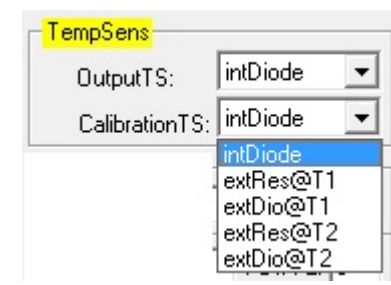 TempSens
OutputTS: intDiode
CalibrationTS: intDiode
intDiode
extRes@T1
extDio@T1
extRes@T2
extDio@T2